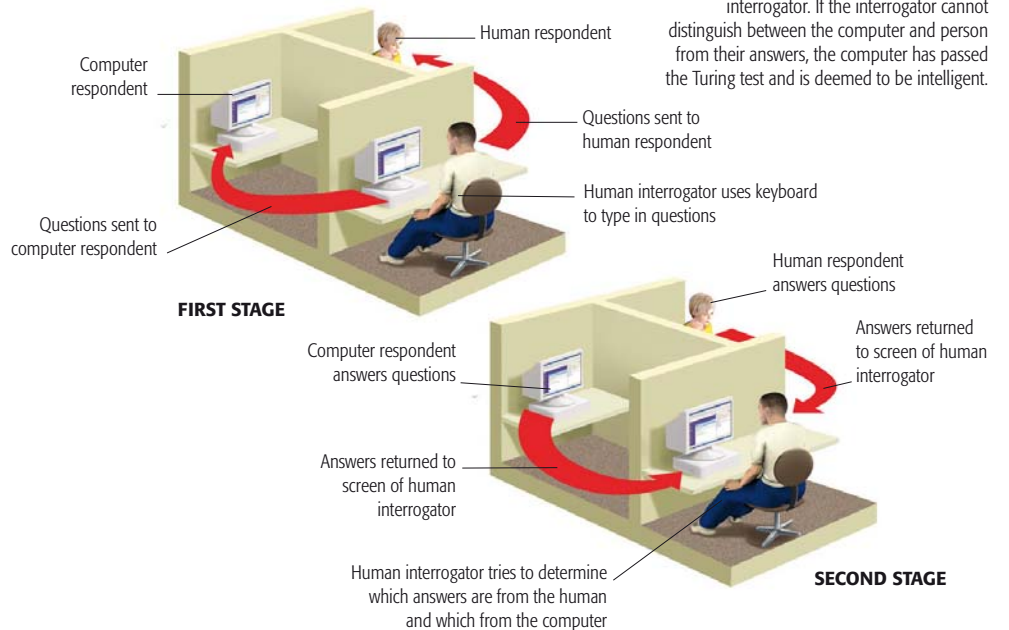 interrogator. If the interrogator cannot
distinguish between the computer and person
from their answers, the computer has passed
the Turing test and is deemed to be intelligent.
Human respondent
Computer
respondent
Questions sent to
human respondent
Human interrogator uses keyboard
to type in questions
Questions sent to
computer respondent
FIRST STAGE
Human respondent
answers questions
Answers returned
to screen of human
interrogator
Computer respondent
answers questions
Answers returned to
screen of human
interrogator
Human interrogator tries to determine
which answers are from the human
and which from the computer
SECOND STAGE